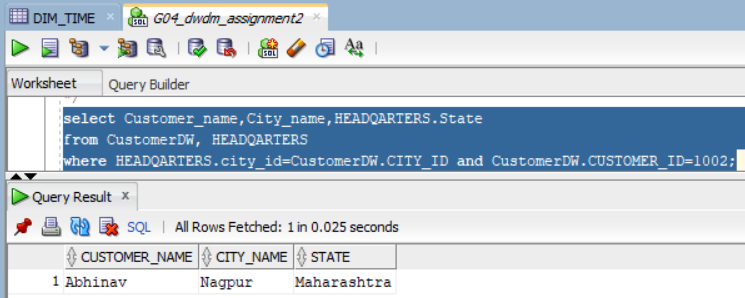 DIM_TIME G04_dwdm_assignment2
SQL Aa
Worksheet Query Builder
*/
select Customer_name,City_name,HEADQARTERS.State
from CustomerDW, HEADQARTERS
where HEADQARTERS.city_id=CustomerDW.CITY_ID and CustomerDW.CUSTOMER_ID=1002;
Query Result x
SQL | All Rows Fetched: 1 in 0.025 seconds
CUSTOMER_NAME CITY_NAME STATE
1 Abhinav Nagpur Maharashtra